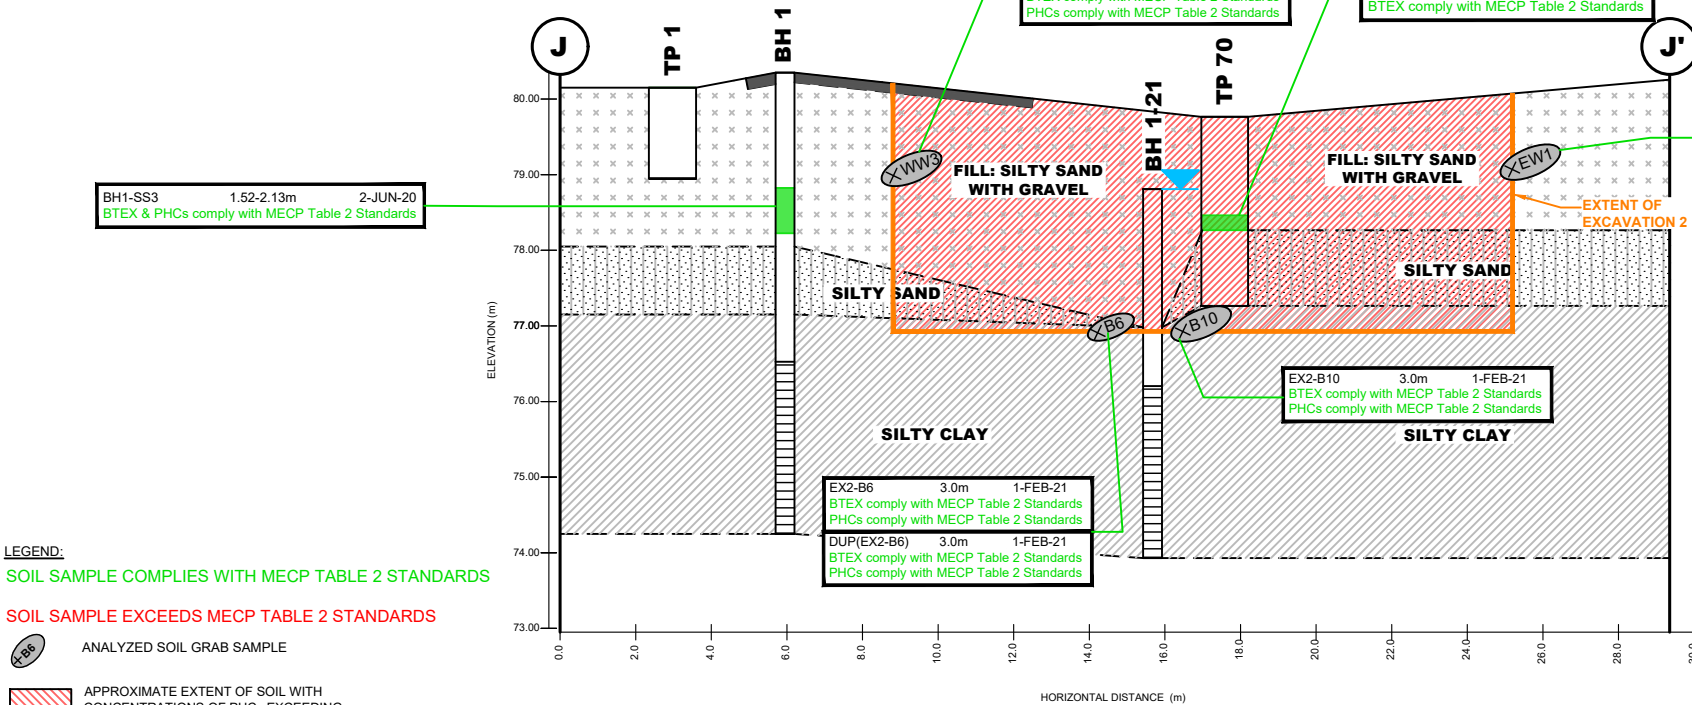 PHCs comply with MECP Table 2 Standards
BTEX comply with MECP Table 2 Standards
J
TP 1
BH 1
BH 1-21
TP 70
J'
80.00
79.00
78.00
77.00
76.00
75.00
74.00
73.00
ELEVATION (m)
WW3
EW1
FILL: SILTY SAND
WITH GRAVEL
FILL: SILTY SAND
WITH GRAVEL
BH1-SS3 1.52-2.13m 2-JUN-20
BTEX & PHCs comply with MECP Table 2 Standards
EXTENT OF
EXCAVATION 2
SILTY SAND
SILTY SAND
B6
B10
EX2-B10 3.0m 1-FEB-21
BTEX comply with MECP Table 2 Standards
PHCs comply with MECP Table 2 Standards
SILTY CLAY
SILTY CLAY
EX2-B6 3.0m 1-FEB-21
BTEX comply with MECP Table 2 Standards
PHCs comply with MECP Table 2 Standards
DUP(EX2-B6) 3.0m 1-FEB-21
BTEX comply with MECP Table 2 Standards
PHCs comply with MECP Table 2 Standards
0.0 2.0 4.0 6.0 8.0 10.0 12.0 14.0 16.0 18.0 20.0 22.0 24.0 26.0 28.0
HORIZONTAL DISTANCE (m)
LEGEND:
SOIL SAMPLE COMPLIES WITH MECP TABLE 2 STANDARDS
SOIL SAMPLE EXCEEDS MECP TABLE 2 STANDARDS
B6
ANALYZED SOIL GRAB SAMPLE
APPROXIMATE EXTENT OF SOIL WITH